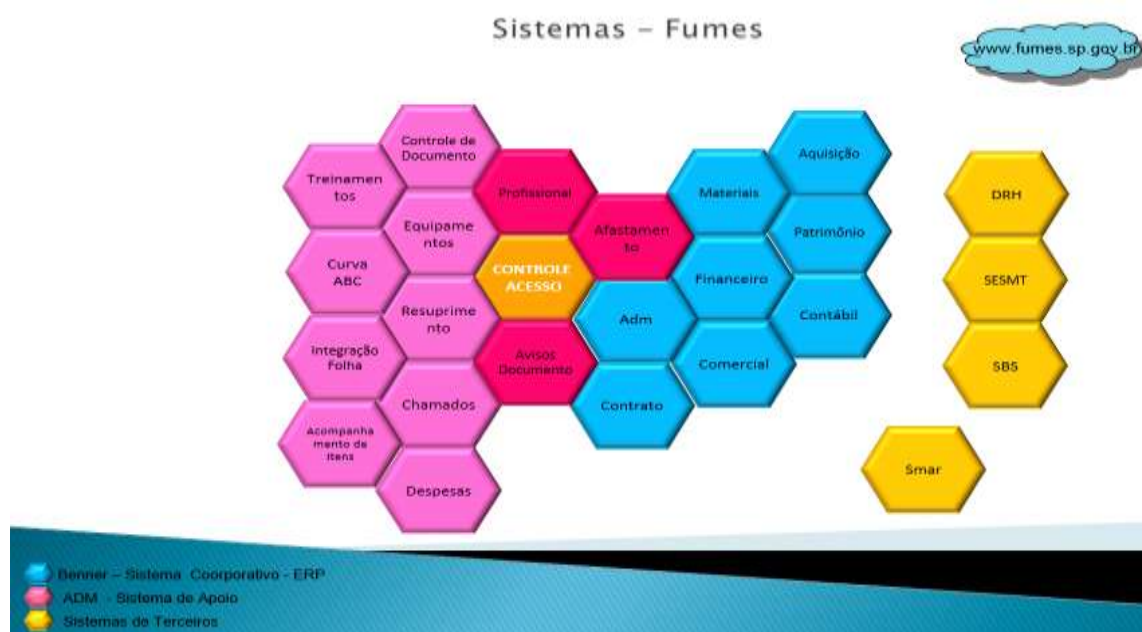 Sistemas – Fumes
www.fumes.sp.gov.br
Controle de
Documento
Treinamen
tos
Equipame
ntos
Curva
ABC
Resuprime
nto
Integração
Folha
Chamados
Acompanha
mento de
Itens
Despesas
Profissional
CONTROLE
ACESSO
Avisos
Documento
Afastamen
to
Adm
Contrato
Materiais
Financeiro
Comercial
Aquisição
Patrimônio
Contábil
DRH
SESMT
SBS
Smar
Benner – Sistema Coorporativo - ERP
ADM - Sistema de Apoio
Sistemas de Terceiros